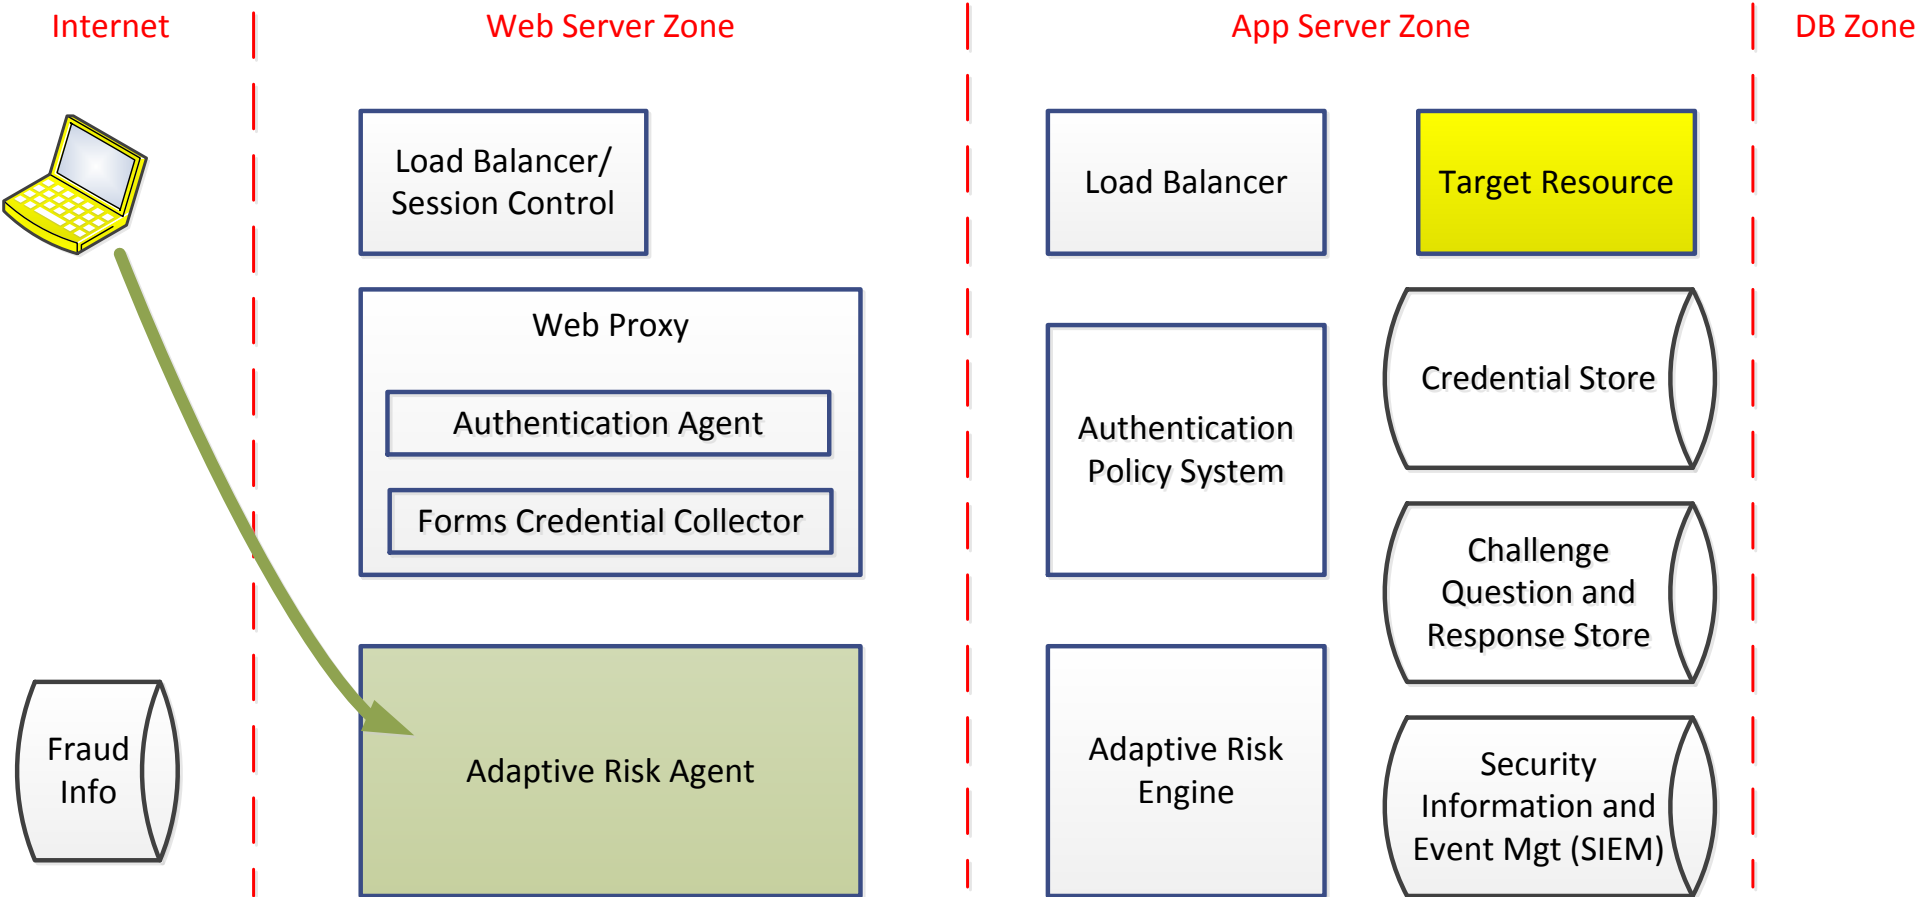 Internet
Web Server Zone
App Server Zone
DB Zone
Load Balancer/
Session Control
Load Balancer
Target Resource
Web Proxy
Authentication Agent
Forms Credential Collector
Authentication
Policy System
Credential Store
Challenge
Question and
Response Store
Fraud
Info
Adaptive Risk Agent
Adaptive Risk
Engine
Security
Information and
Event Mgt (SIEM)